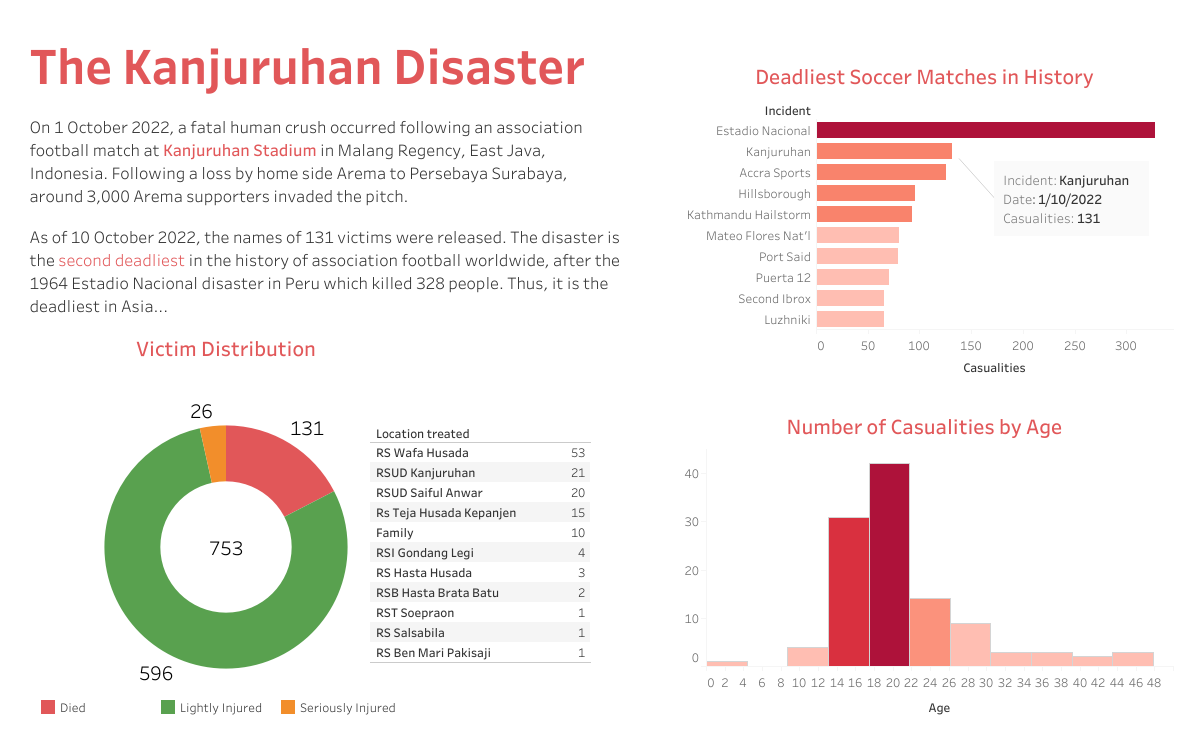 The Kanjuruhan Disaster
On 1 October 2022, a fatal human crush occurred following an association
football match at Kanjuruhan Stadium in Malang Regency, East Java,
Indonesia. Following a loss by home side Arema to Persebaya Surabaya,
around 3,000 Arema supporters invaded the pitch.
As of 10 October 2022, the names of 131 victims were released. The disaster is
the second deadliest in the history of association football worldwide, after the
1964 Estadio Nacional disaster in Peru which killed 328 people. Thus, it is the
deadliest in Asia...
Victim Distribution
26
131
753
596
Died
Lightly Injured
Seriously Injured
Location treated
RS Wafa Husada 53
RSUD Kanjuruhan 21
RSUD Saiful Anwar 20
Rs Teja Husada Kepanjen 15
Family 10
RSI Gondang Legi 4
RS Hasta Husada 3
RSB Hasta Brata Batu 2
RST Soepraon 1
RS Salsabila 1
RS Ben Mari Pakisaji 1
Deadliest Soccer Matches in History
Incident
Estadio Nacional
Kanjuruhan
Accra Sports
Hillsborough
Kathmandu Hailstorm
Mateo Flores Nat'l
Port Said
Puerta 12
Second Ibrox
Luzhniki
Incident: Kanjuruhan
Date: 1/10/2022
Casualities: 131
0 50 100 150 200 250 300
Casualities
Number of Casualities by Age
40
30
20
10
0
0 2 4 6 8 10 12 14 16 18 20 22 24 26 28 30 32 34 36 38 40 42 44 46 48
Age